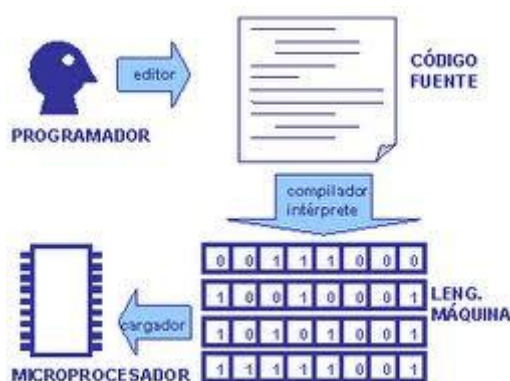 editor
CÓDIGO
FUENTE
PROGRAMADOR
compilador
intérprete
0 0 1 1 1 0 0 0
1 0 0 1 0 0 0 1
LENG.
MÁQUINA
cargador
1 0 1 0 1 0 0 1
1 1 1 1 1 0 0 1
MICROPROCESADOR